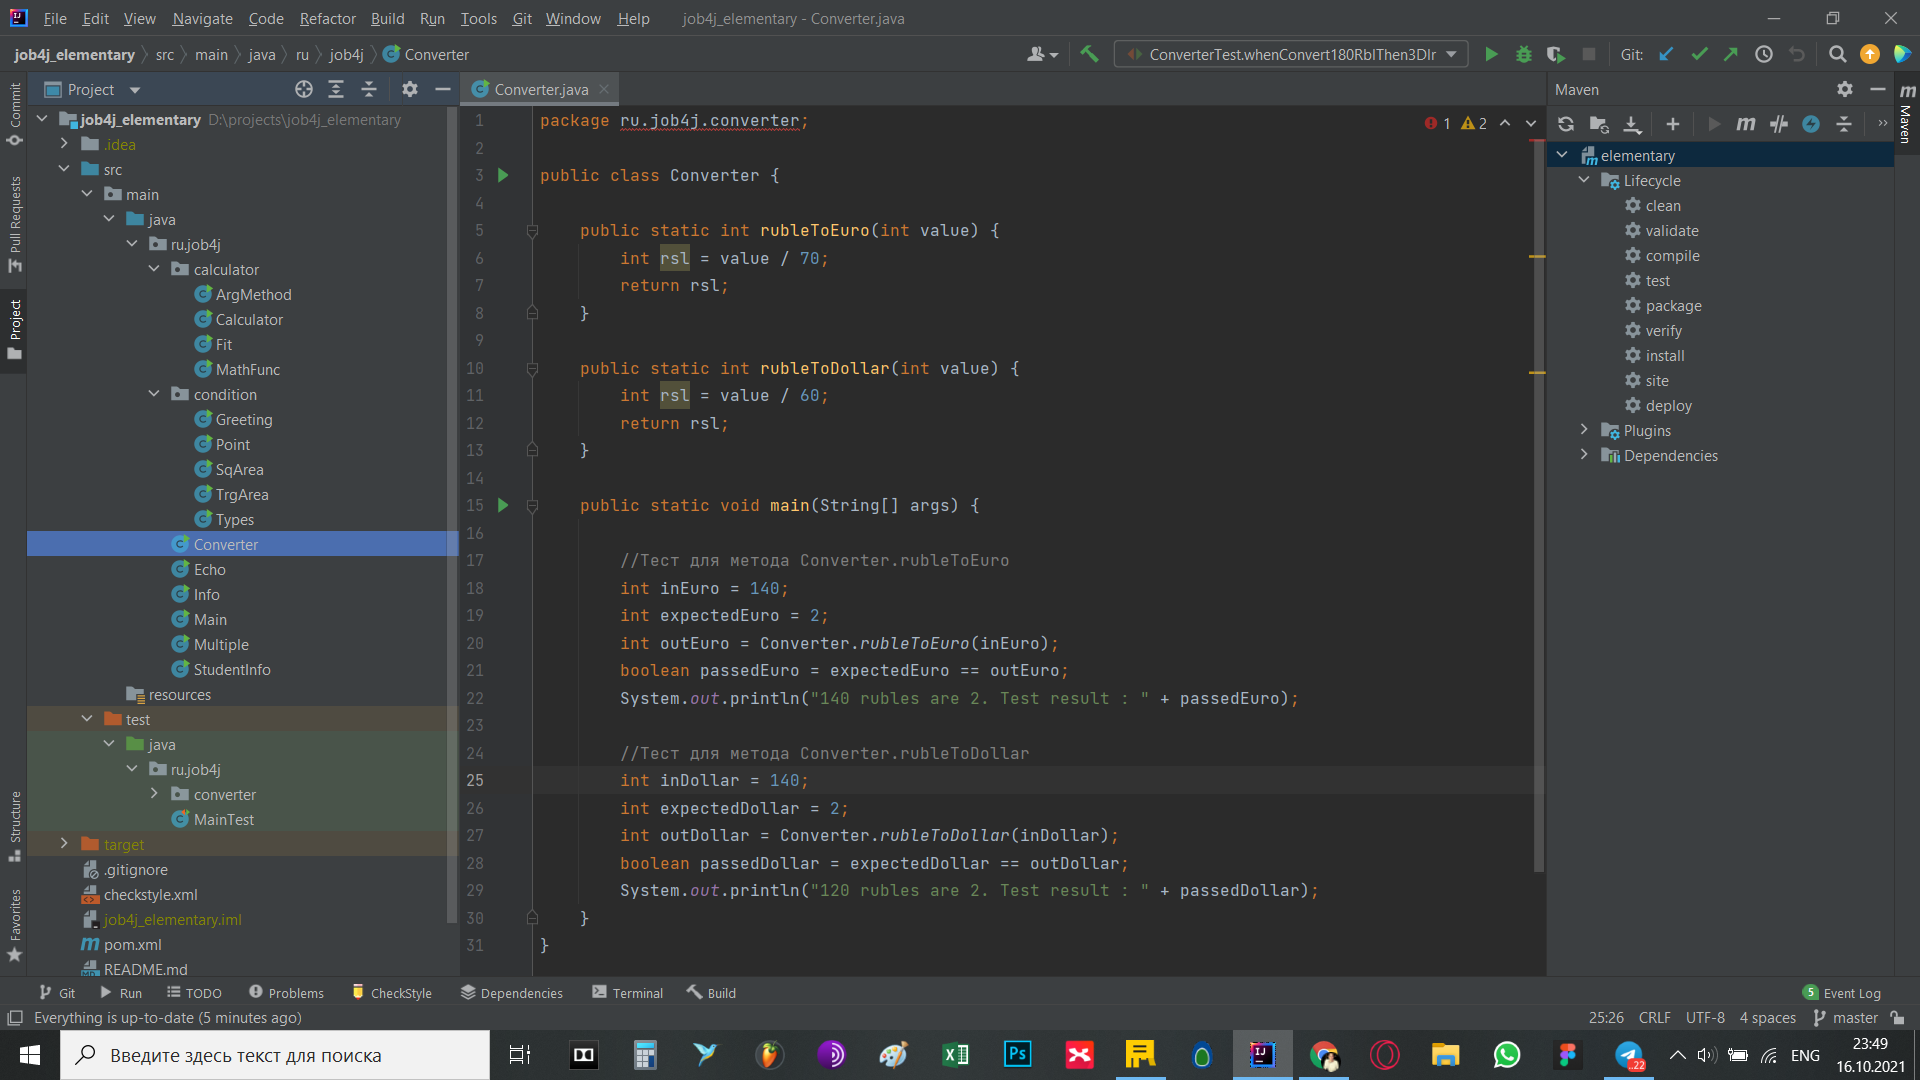 File Edit View Navigate Code Refactor Build Run Tools Git Window Help job4j_elementary - Converter.java
job4j_elementary src main java ru job4j Converter ConverterTest.whenConvert180RblThen3Dlr Git:
Project
Converter.java
Maven
job4j_elementary D:\projects\job4j_elementary
.idea
src
main
java
ru.job4j
calculator
ArgMethod
Calculator
Fit
MathFunc
condition
Greeting
Point
SqArea
TrgArea
Types
Converter
Echo
Info
Main
Multiple
StudentInfo
resources
test
java
ru.job4j
converter
MainTest
target
.gitignore
checkstyle.xml
job4j_elementary.iml
pom.xml
README.md
Commit
Pull Requests
Project
Structure
Favorites
1 package ru.job4j.converter;
2
3 public class Converter {
4
5 public static int rubleToEuro(int value) {
6 int rsl = value / 70;
7 return rsl;
8 }
9
10 public static int rubleToDollar(int value) {
11 int rsl = value / 60;
12 return rsl;
13 }
14
15 public static void main(String[] args) {
16
17 //Тест для метода Converter.rubleToEuro
18 int inEuro = 140;
19 int expectedEuro = 2;
20 int outEuro = Converter.rubleToEuro(inEuro);
21 boolean passedEuro = expectedEuro == outEuro;
22 System.out.println("140 rubles are 2. Test result : " + passedEuro);
23
24 //Тест для метода Converter.rubleToDollar
25 int inDollar = 140;
26 int expectedDollar = 2;
27 int outDollar = Converter.rubleToDollar(inDollar);
28 boolean passedDollar = expectedDollar == outDollar;
29 System.out.println("120 rubles are 2. Test result : " + passedDollar);
30 }
31 }
1 2
elementary
Lifecycle
clean
validate
compile
test
package
verify
install
site
deploy
Plugins
Dependencies
m Maven
Git Run TODO Problems CheckStyle Dependencies Terminal Build 5 Event Log
Everything is up-to-date (5 minutes ago) 25:26 CRLF UTF-8 4 spaces master
Введите здесь текст для поиска
Ps
IJ
22
ENG
23:49
16.10.2021